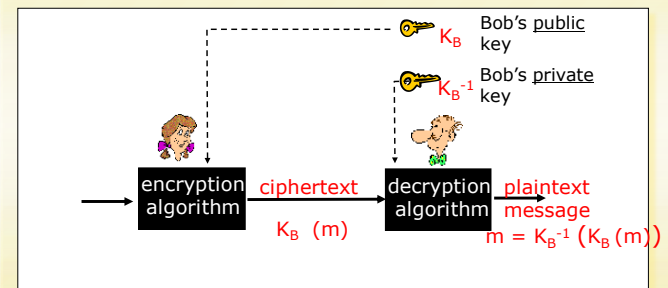 K_B Bob's public
key
K_B⁻¹ Bob's private
key
encryption
algorithm
ciphertext
K_B (m)
decryption
algorithm
plaintext
message
m = K_B⁻¹ (K_B (m))